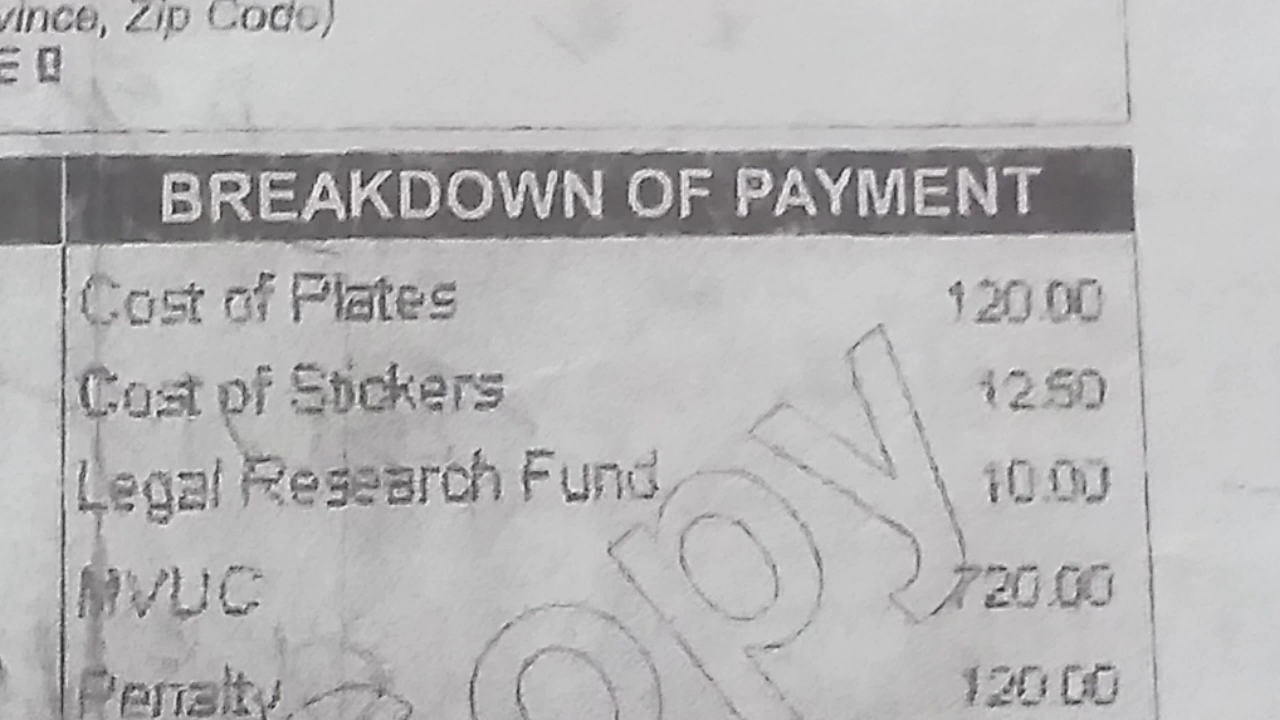 vince, Zip Code)
BREAKDOWN OF PAYMENT
Cost of Plates 120.00
Cost of Stickers 12.50
Legal Research Fund 10.00
MVUC 720.00
Penalty 120.00
opy